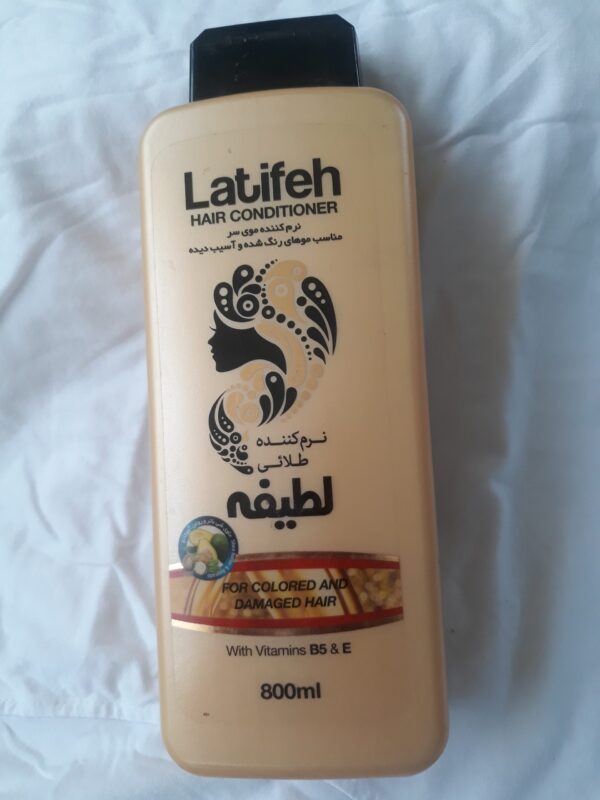 Latifeh
HAIR CONDITIONER
نرم کننده موی سر
مناسب موهای رنگ شده و آسیب دیده
نرم کننده
طلائی
لطیفه
FOR COLORED AND
DAMAGED HAIR
With Vitamins B5 & E
800ml